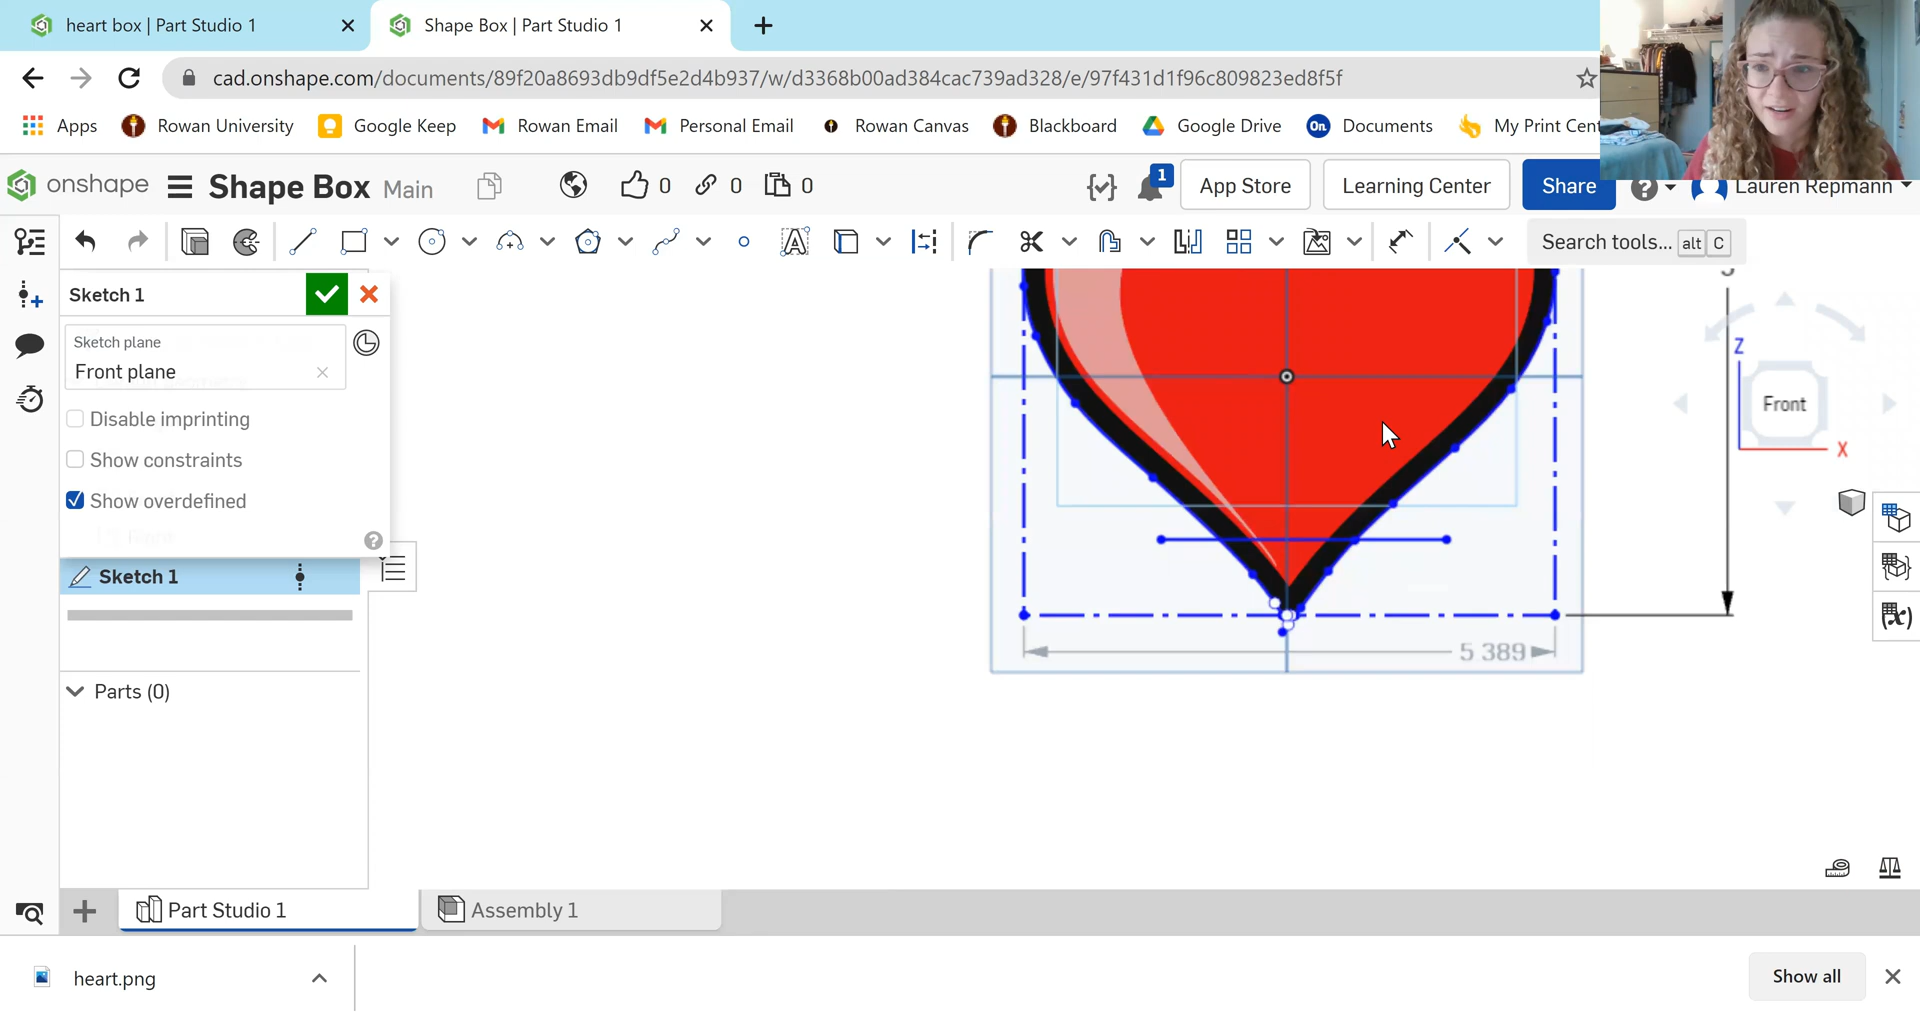 heart box | Part Studio 1
Shape Box | Part Studio 1
cad.onshape.com/documents/89f20a8693db9df5e2d4b937/w/d3368b00ad384cac739ad328/e/97f431d1f96c809823ed8f5f
Apps
Rowan University
Google Keep
Rowan Email
Personal Email
Rowan Canvas
Blackboard
Google Drive
On
Documents
My Print Cent
onshape
Shape Box Main
0
0
0
1
App Store
Learning Center
Share
Lauren Repmann
Search tools... alt C
Sketch 1
Sketch plane
Front plane
Disable imprinting
Show constraints
Show overdefined
Sketch 1
Parts (0)
5.389
Z
Front
X
(x)
Part Studio 1
Assembly 1
heart.png
Show all